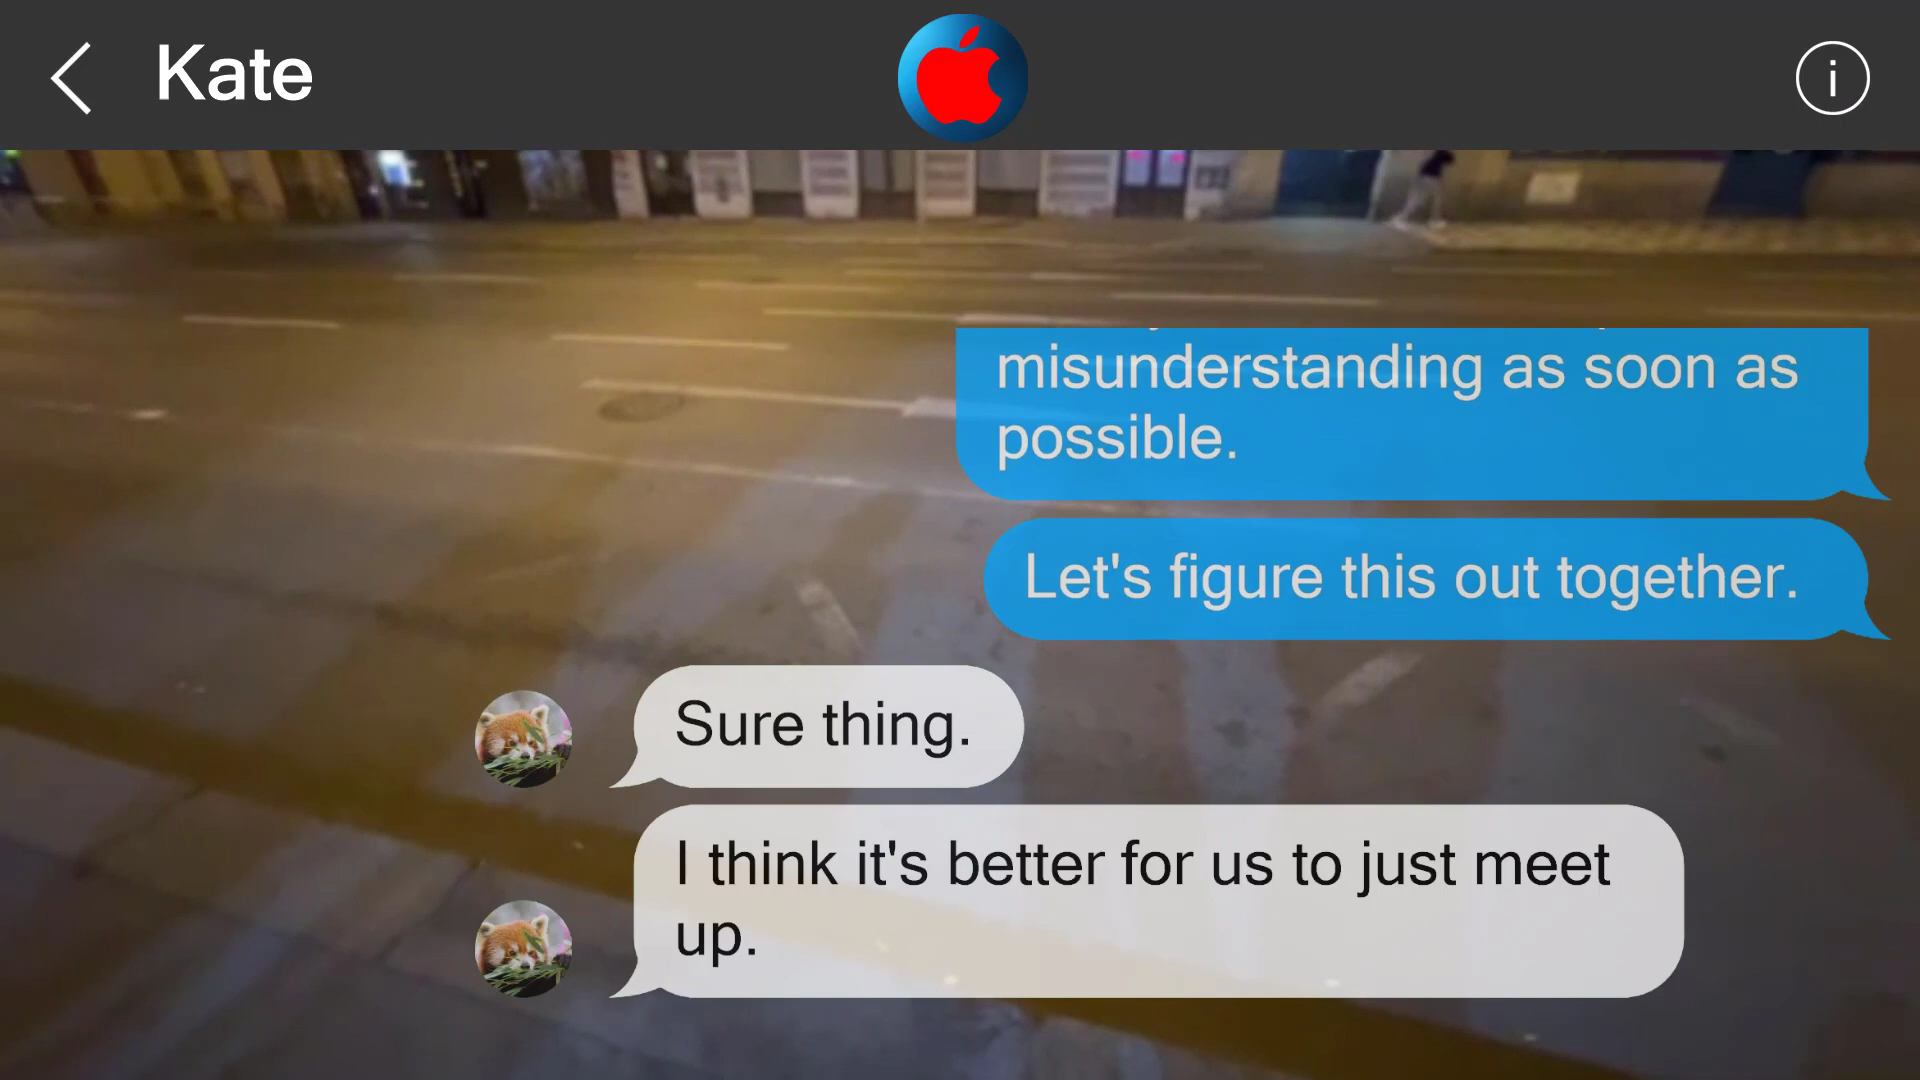 Kate
i
misunderstanding as soon as
possible.
Let's figure this out together.
Sure thing.
I think it's better for us to just meet
up.